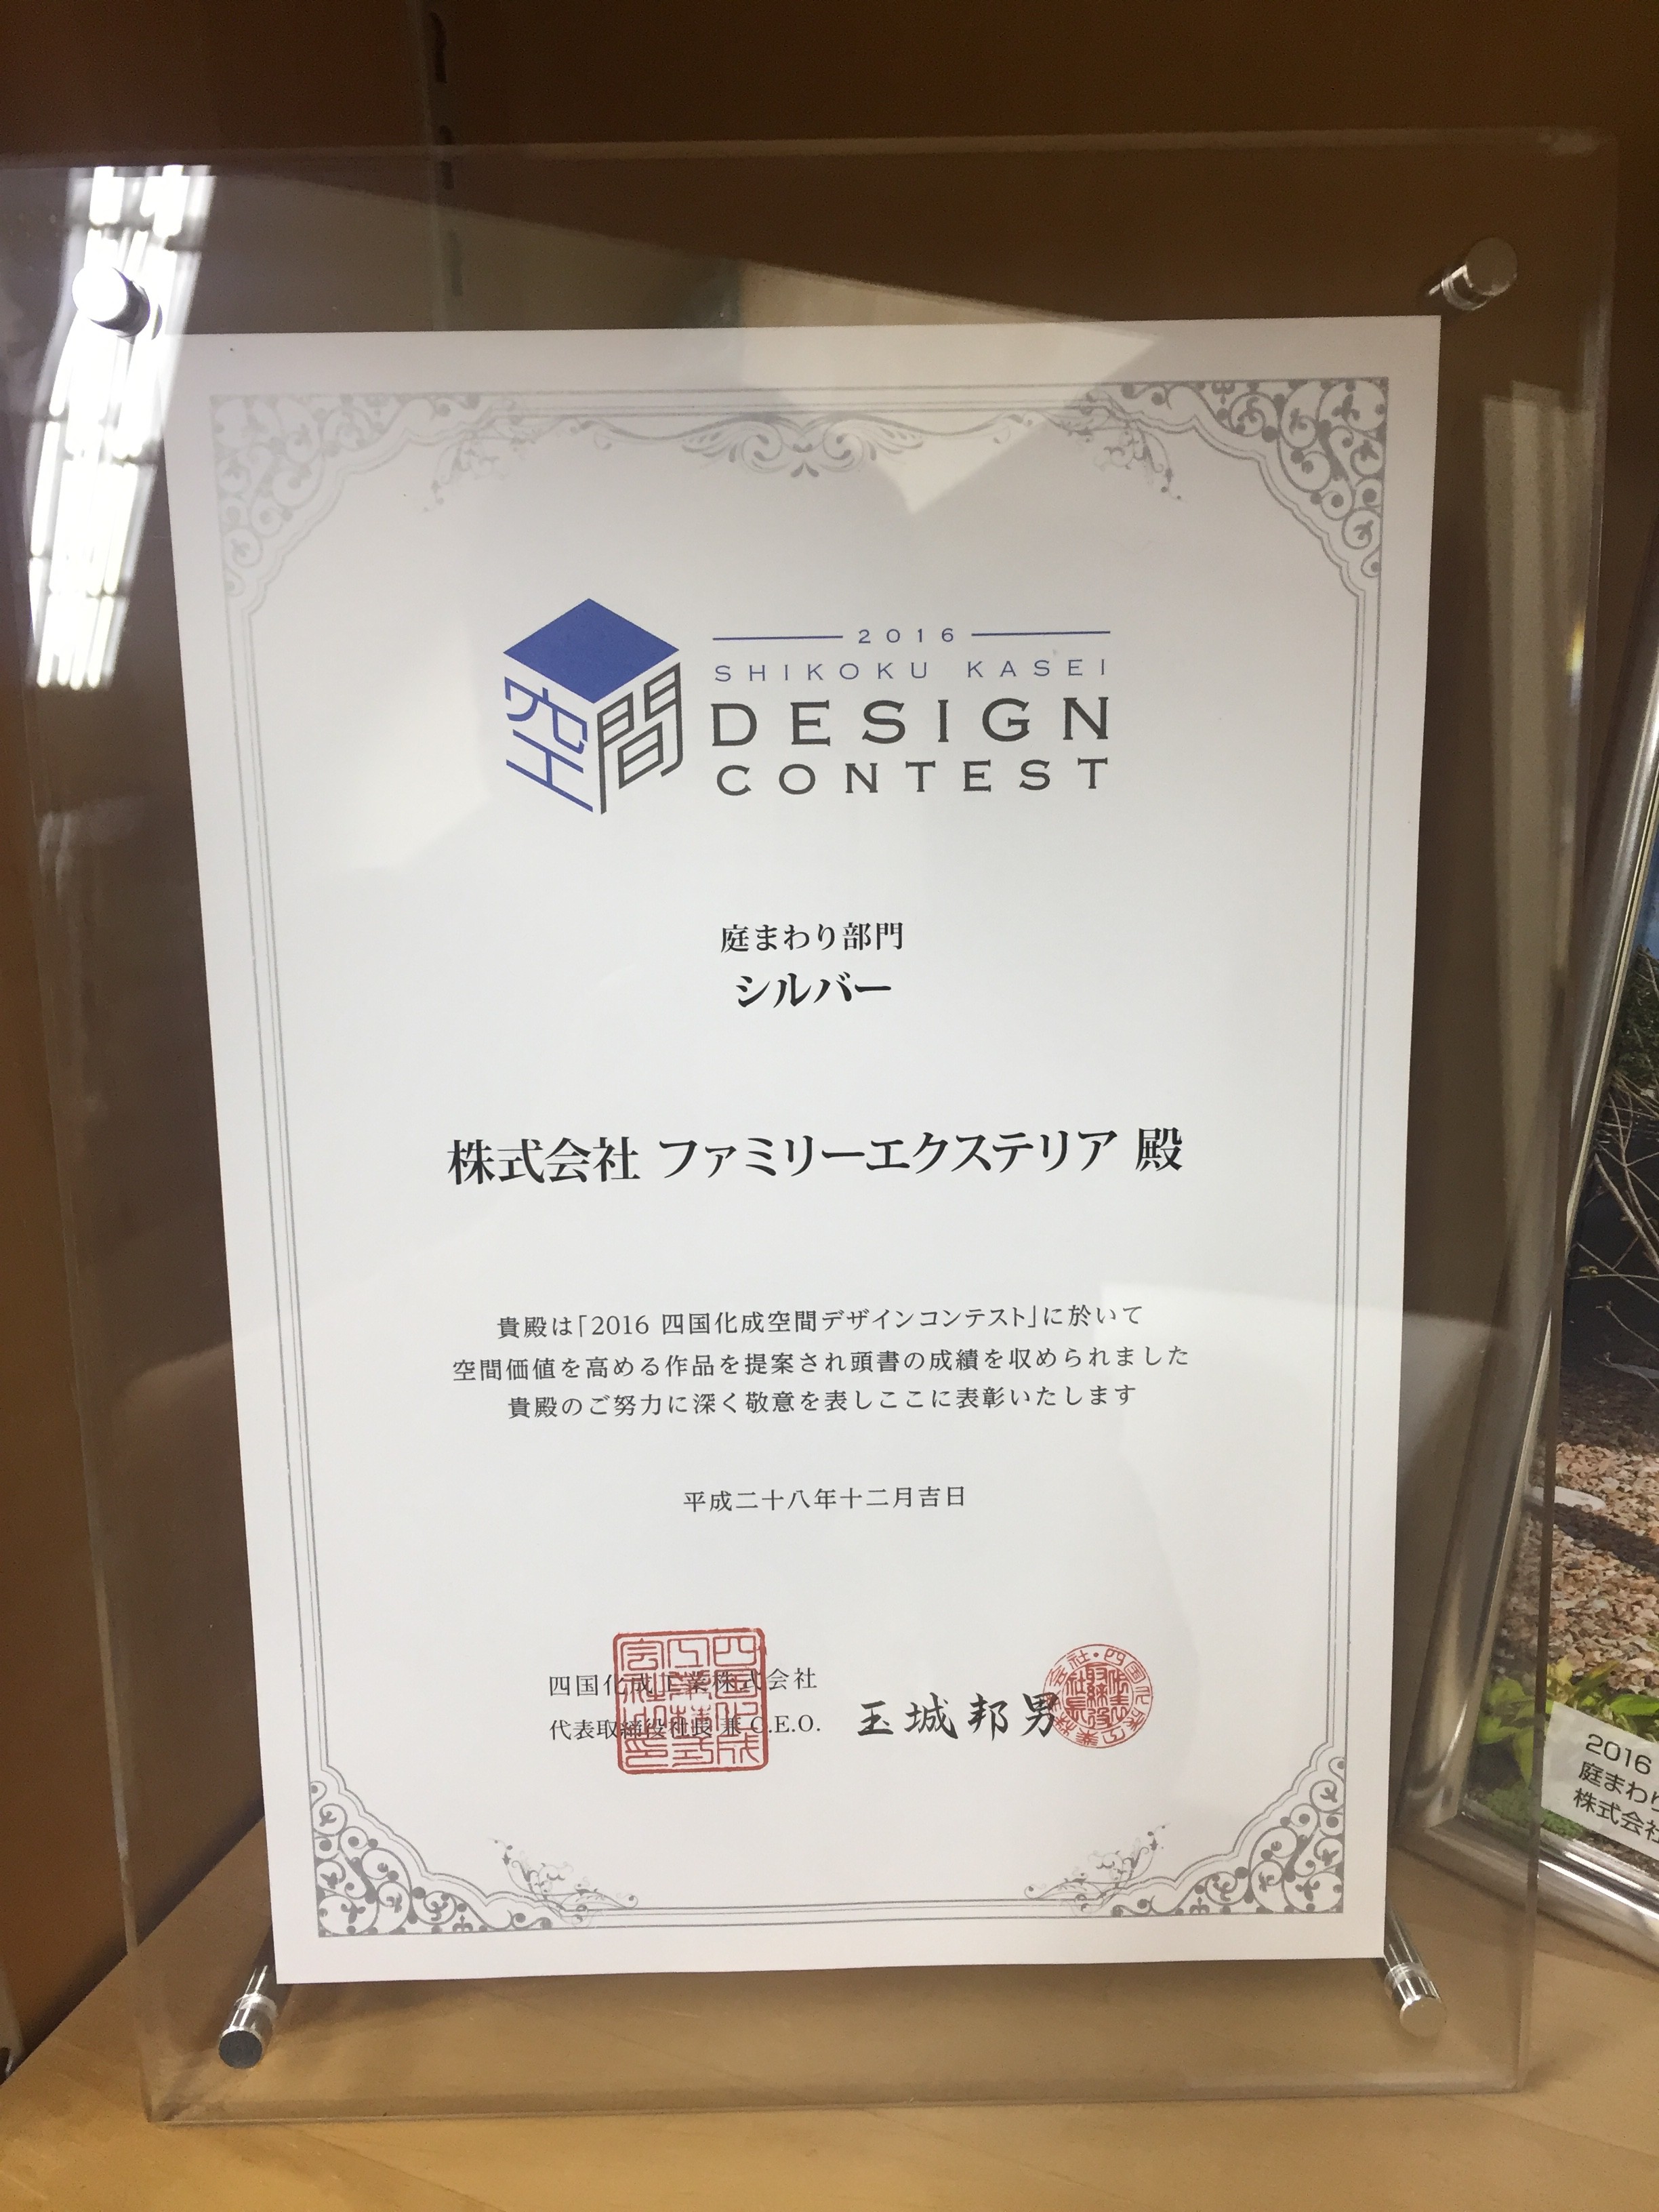 空間
2016
SHIKOKU KASEI
DESIGN
CONTEST
庭まわり部門
シルバー
株式会社 ファミリーエクステリア 殿
貴殿は「2016 四国化成空間デザインコンテスト」に於いて
空間価値を高める作品を提案され頭書の成績を収められました
貴殿のご努力に深く敬意を表しここに表彰いたします
平成二十八年十二月吉日
四国化成工業株式会社
代表取締役社長 兼 C.E.O.
玉城邦男
2016
庭まわり
株式会社